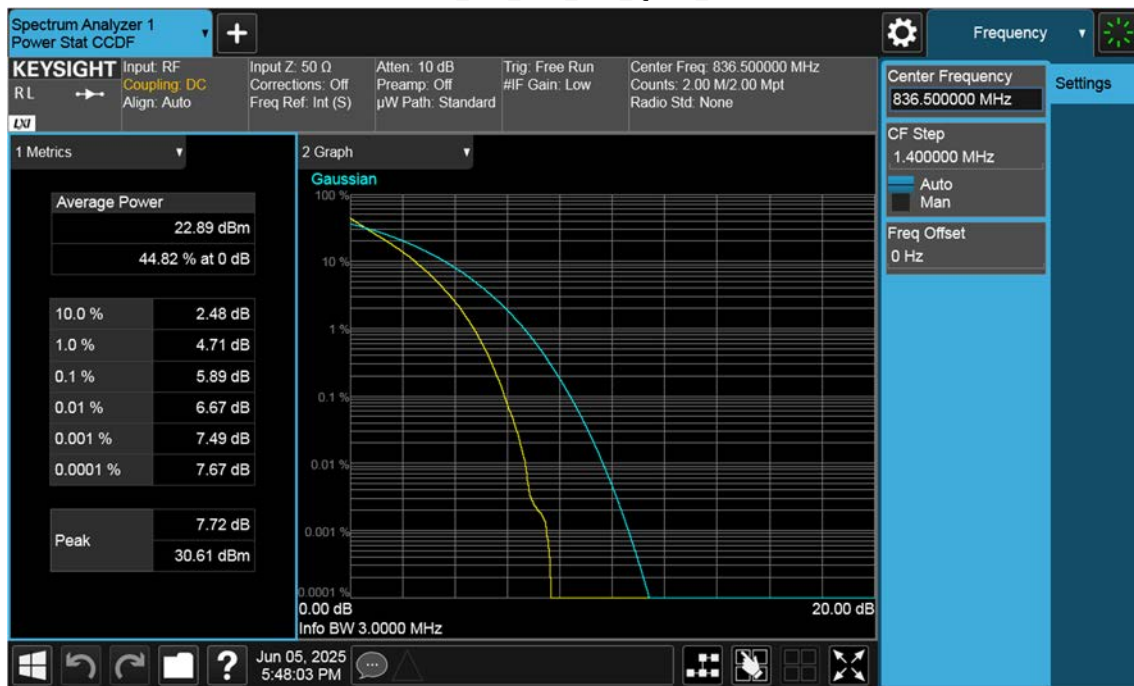 Spectrum Analyzer 1
Power Stat CCDF
Frequency
KEYSIGHT
RL
LXI
Input: RF
Coupling: DC
Align: Auto
Input Z: 50 Ω
Corrections: Off
Freq Ref: Int (S)
Atten: 10 dB
Preamp: Off
µW Path: Standard
Trig: Free Run
#IF Gain: Low
Center Freq: 836.500000 MHz
Counts: 2.00 M/2.00 Mpt
Radio Std: None
Center Frequency
836.500000 MHz
Settings
CF Step
1.400000 MHz
Auto
Man
Freq Offset
0 Hz
1 Metrics
Average Power
22.89 dBm
44.82 % at 0 dB
10.0 % 2.48 dB
1.0 % 4.71 dB
0.1 % 5.89 dB
0.01 % 6.67 dB
0.001 % 7.49 dB
0.0001 % 7.67 dB
Peak 7.72 dB
30.61 dBm
2 Graph
Gaussian
100 %
10 %
1 %
0.1 %
0.01 %
0.001 %
0.0001 %
0.00 dB 20.00 dB
Info BW 3.0000 MHz
Jun 05, 2025
5:48:03 PM